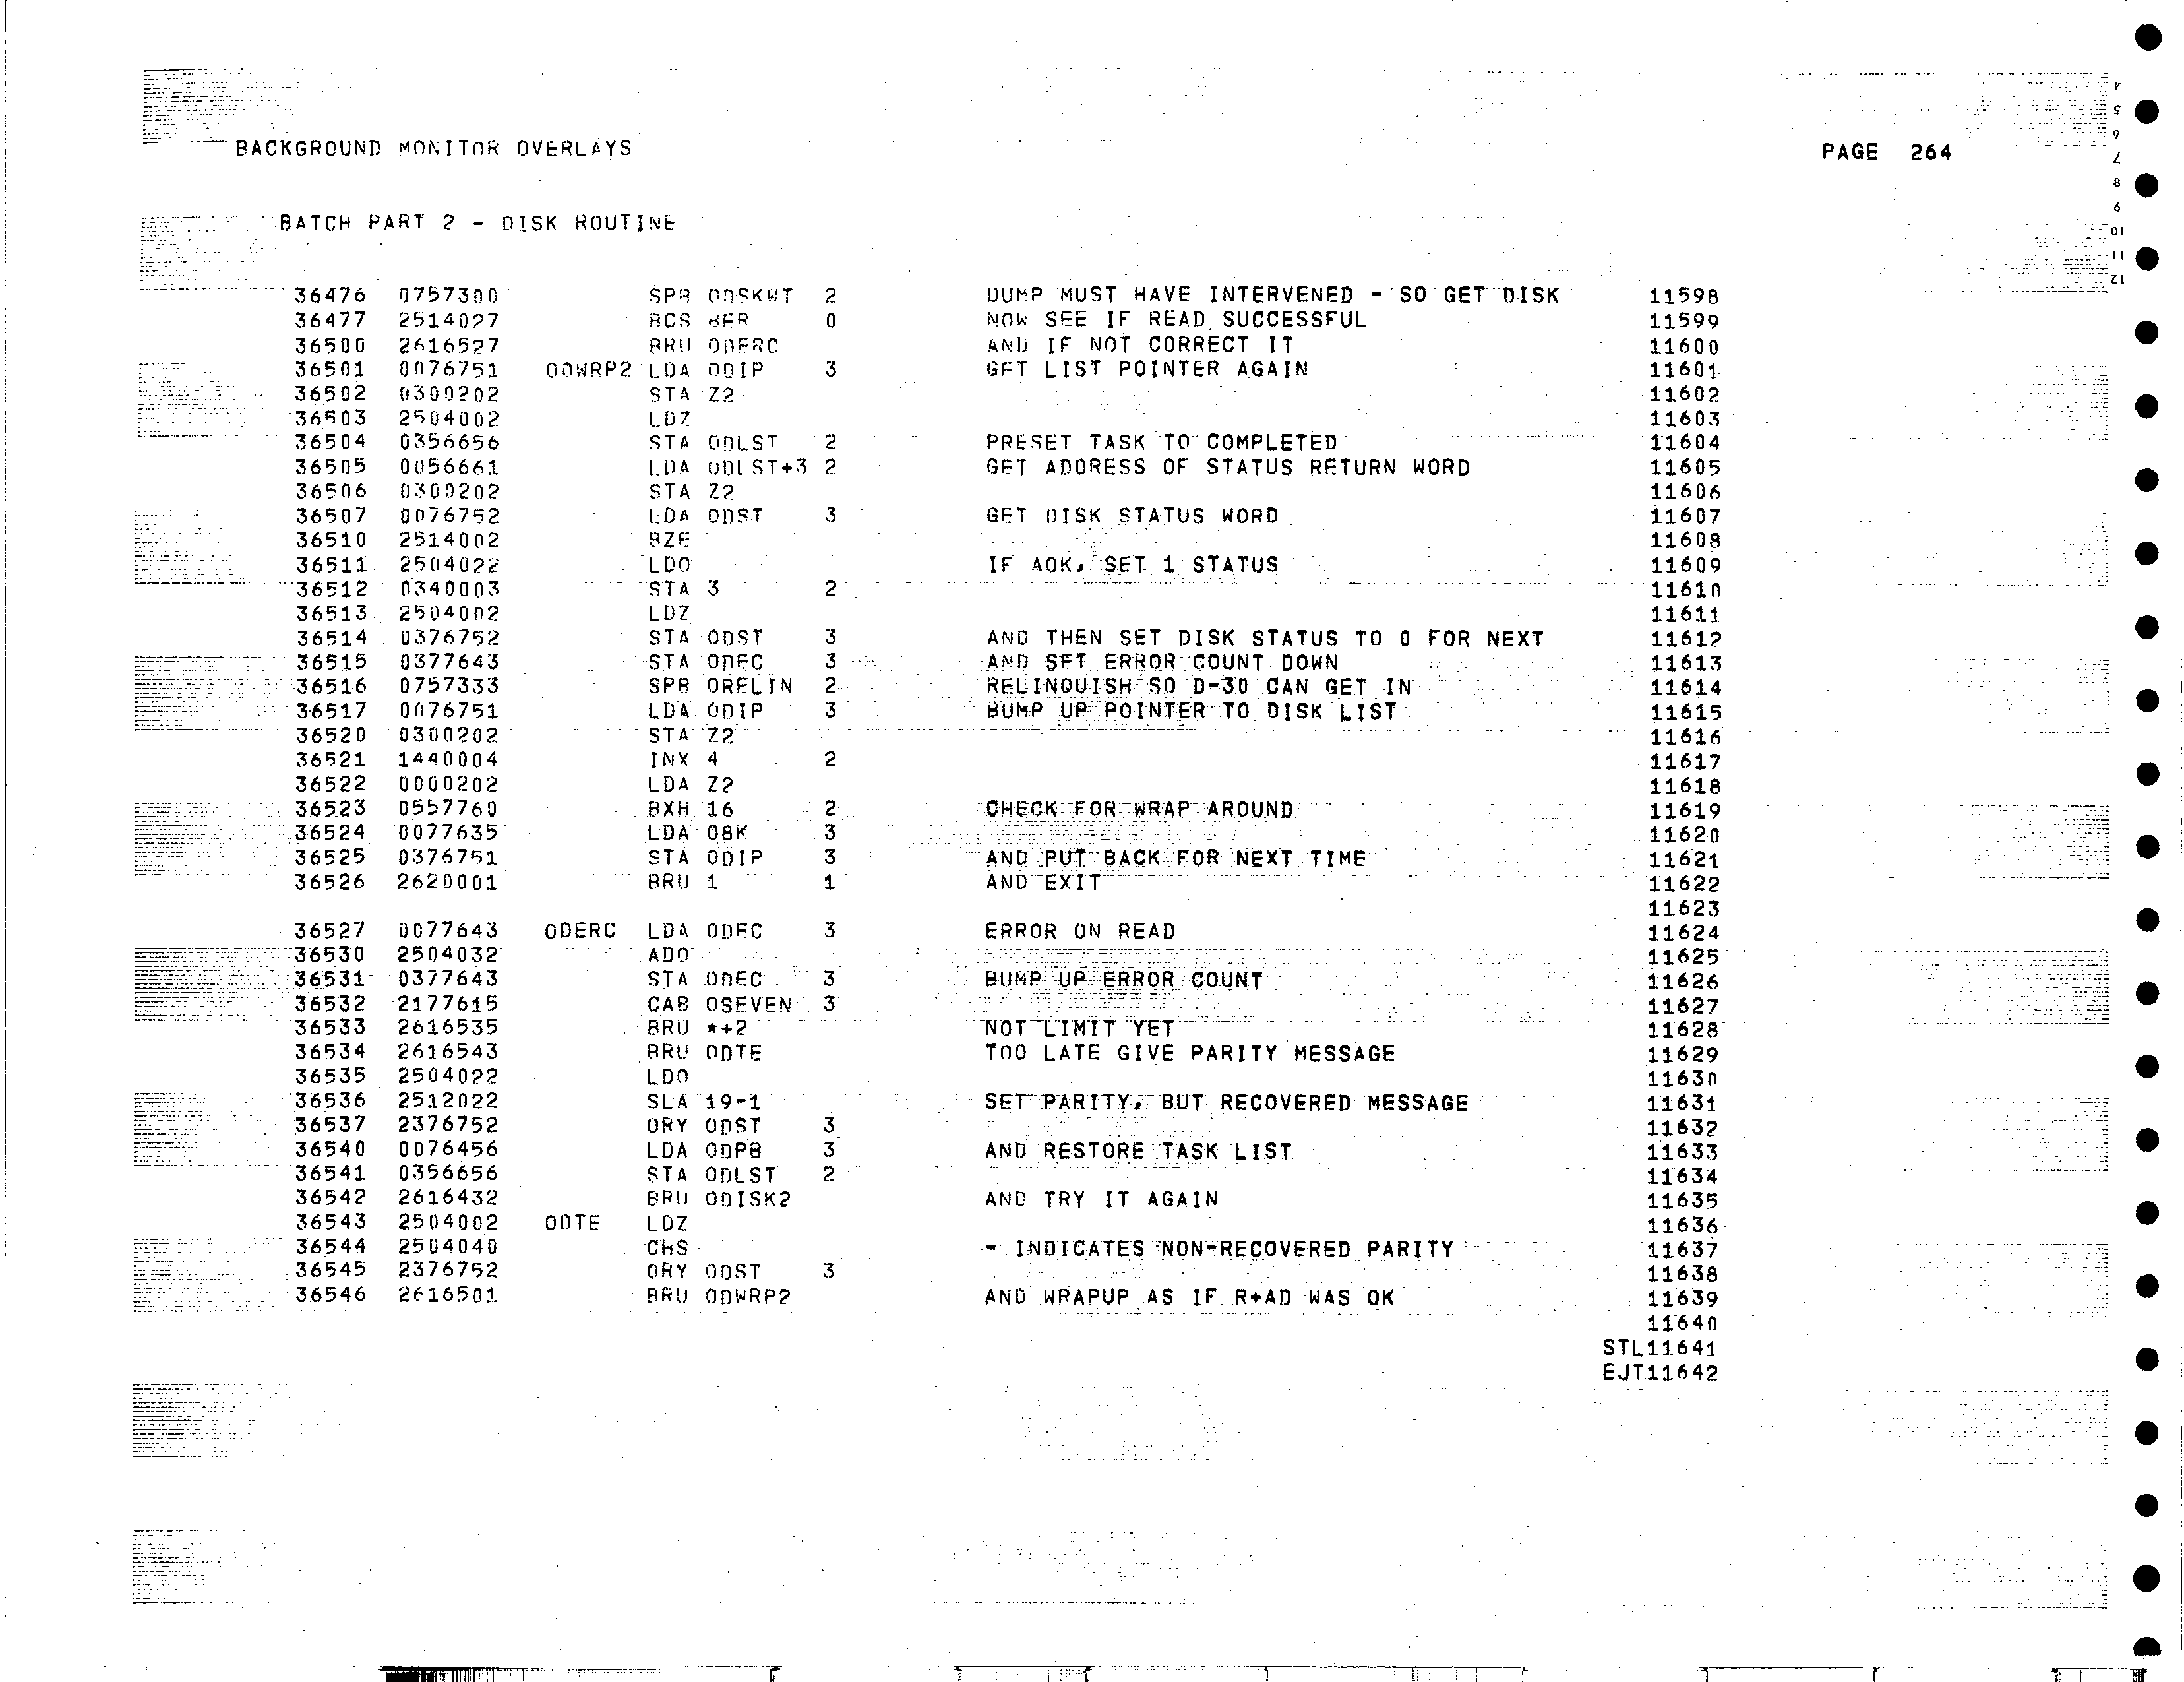 BACKGROUND MONITOR OVERLAYS PAGE 264
BATCH PART 2 - DISK ROUTINE
36476 0757300 SPB ODSKWT 2 DUMP MUST HAVE INTERVENED - SO GET DISK 11598
36477 2514027 BCS BER 0 NOW SEE IF READ SUCCESSFUL 11599
36500 2616527 BRU ODERC AND IF NOT CORRECT IT 11600
36501 0076751 ODWRP2 LDA ODIP 3 GET LIST POINTER AGAIN 11601
36502 0300202 STA Z2 11602
36503 2504002 LDZ 11603
36504 0356656 STA ODLST 2 PRESET TASK TO COMPLETED 11604
36505 0056661 LDA ODLST+3 2 GET ADDRESS OF STATUS RETURN WORD 11605
36506 0300202 STA Z2 11606
36507 0076752 LDA ODST 3 GET DISK STATUS WORD 11607
36510 2514002 BZE 11608
36511 2504022 LDO IF AOK, SET 1 STATUS 11609
36512 0340003 STA 3 2 11610
36513 2504002 LDZ 11611
36514 0376752 STA ODST 3 AND THEN SET DISK STATUS TO 0 FOR NEXT 11612
36515 0377643 STA ODEC 3 AND SET ERROR COUNT DOWN 11613
36516 0757333 SPB ORELIN 2 RELINQUISH SO D-30 CAN GET IN 11614
36517 0076751 LDA ODIP 3 BUMP UP POINTER TO DISK LIST 11615
36520 0300202 STA Z2 11616
36521 1440004 INX 4 2 11617
36522 0000202 LDA Z2 11618
36523 0557760 BXH 16 2 CHECK FOR WRAP AROUND 11619
36524 0077635 LDA O8K 3 11620
36525 0376751 STA ODIP 3 AND PUT BACK FOR NEXT TIME 11621
36526 2620001 BRU 1 1 AND EXIT 11622
11623
36527 0077643 ODERC LDA ODEC 3 ERROR ON READ 11624
36530 2504032 ADO 11625
36531 0377643 STA ODEC 3 BUMP UP ERROR COUNT 11626
36532 2177615 CAB OSEVEN 3 11627
36533 2616535 BRU *+2 NOT LIMIT YET 11628
36534 2616543 BRU ODTE TOO LATE GIVE PARITY MESSAGE 11629
36535 2504022 LDO 11630
36536 2512022 SLA 19-1 SET PARITY, BUT RECOVERED MESSAGE 11631
36537 2376752 ORY ODST 3 11632
36540 0076456 LDA ODPB 3 AND RESTORE TASK LIST 11633
36541 0356656 STA ODLST 2 11634
36542 2616432 BRU ODISK2 AND TRY IT AGAIN 11635
36543 2504002 ODTE LDZ 11636
36544 2504040 CHS - INDICATES NON-RECOVERED PARITY 11637
36545 2376752 ORY ODST 3 11638
36546 2616501 BRU ODWRP2 AND WRAPUP AS IF R+AD WAS OK 11639
11640
STL11641
EJT11642
4
5
6
7
8
9
10
11
12